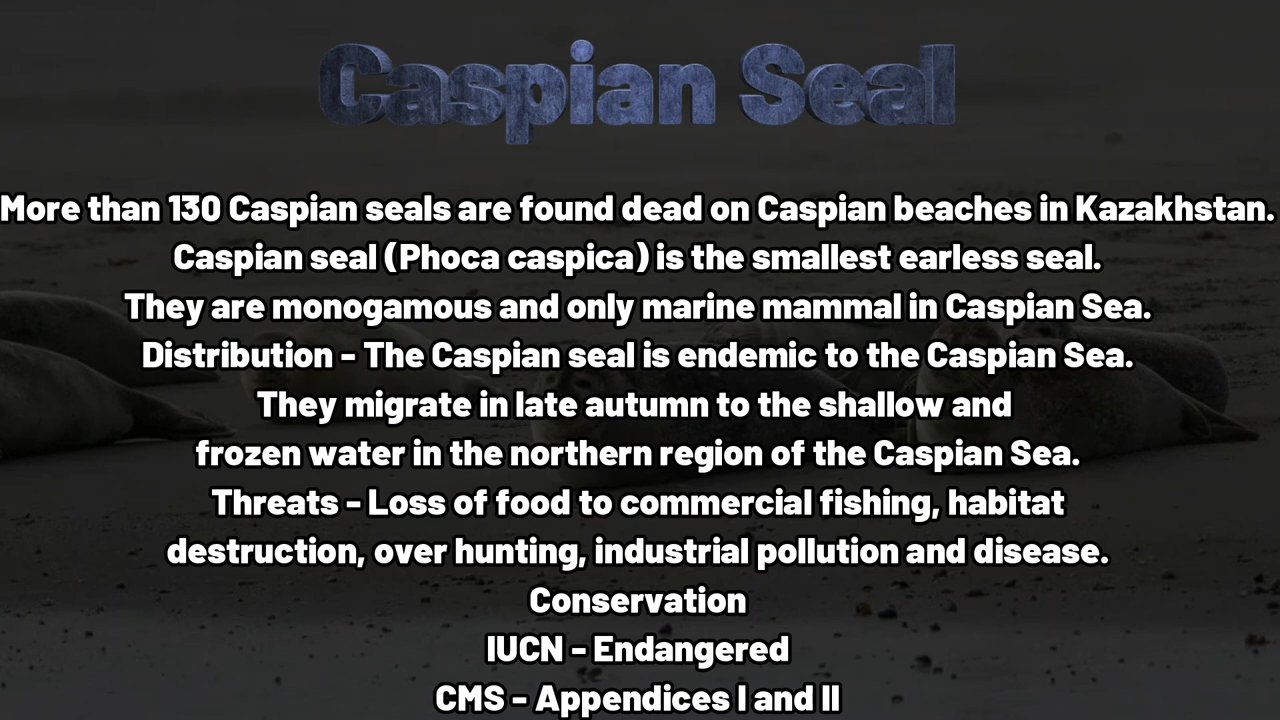 Caspian Seal
More than 130 Caspian seals are found dead on Caspian beaches in Kazakhstan.
Caspian seal (Phoca caspica) is the smallest earless seal.
They are monogamous and only marine mammal in Caspian Sea.
Distribution - The Caspian seal is endemic to the Caspian Sea.
They migrate in late autumn to the shallow and
frozen water in the northern region of the Caspian Sea.
Threats - Loss of food to commercial fishing, habitat
destruction, over hunting, industrial pollution and disease.
Conservation
IUCN - Endangered
CMS - Appendices I and II